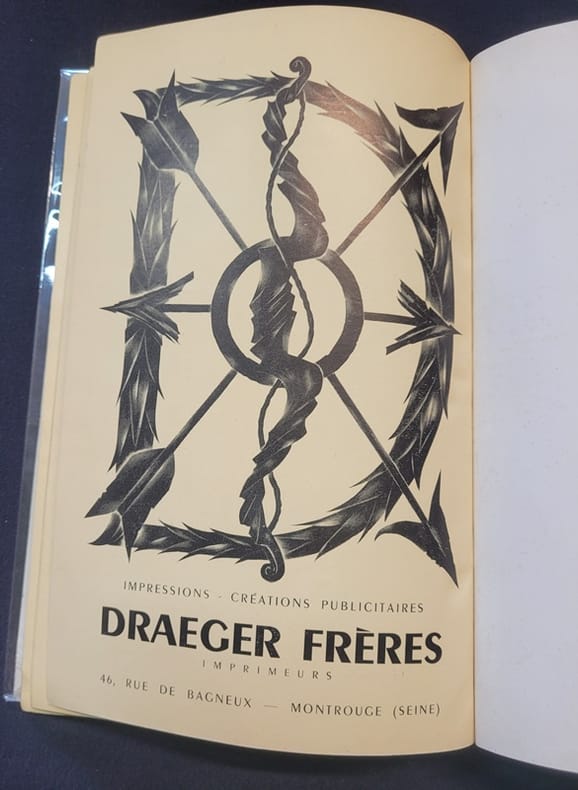 IMPRESSIONS - CRÉATIONS PUBLICITAIRES
DRAEGER FRÈRES
IMPRIMEURS
46, RUE DE BAGNEUX — MONTROUGE (SEINE)